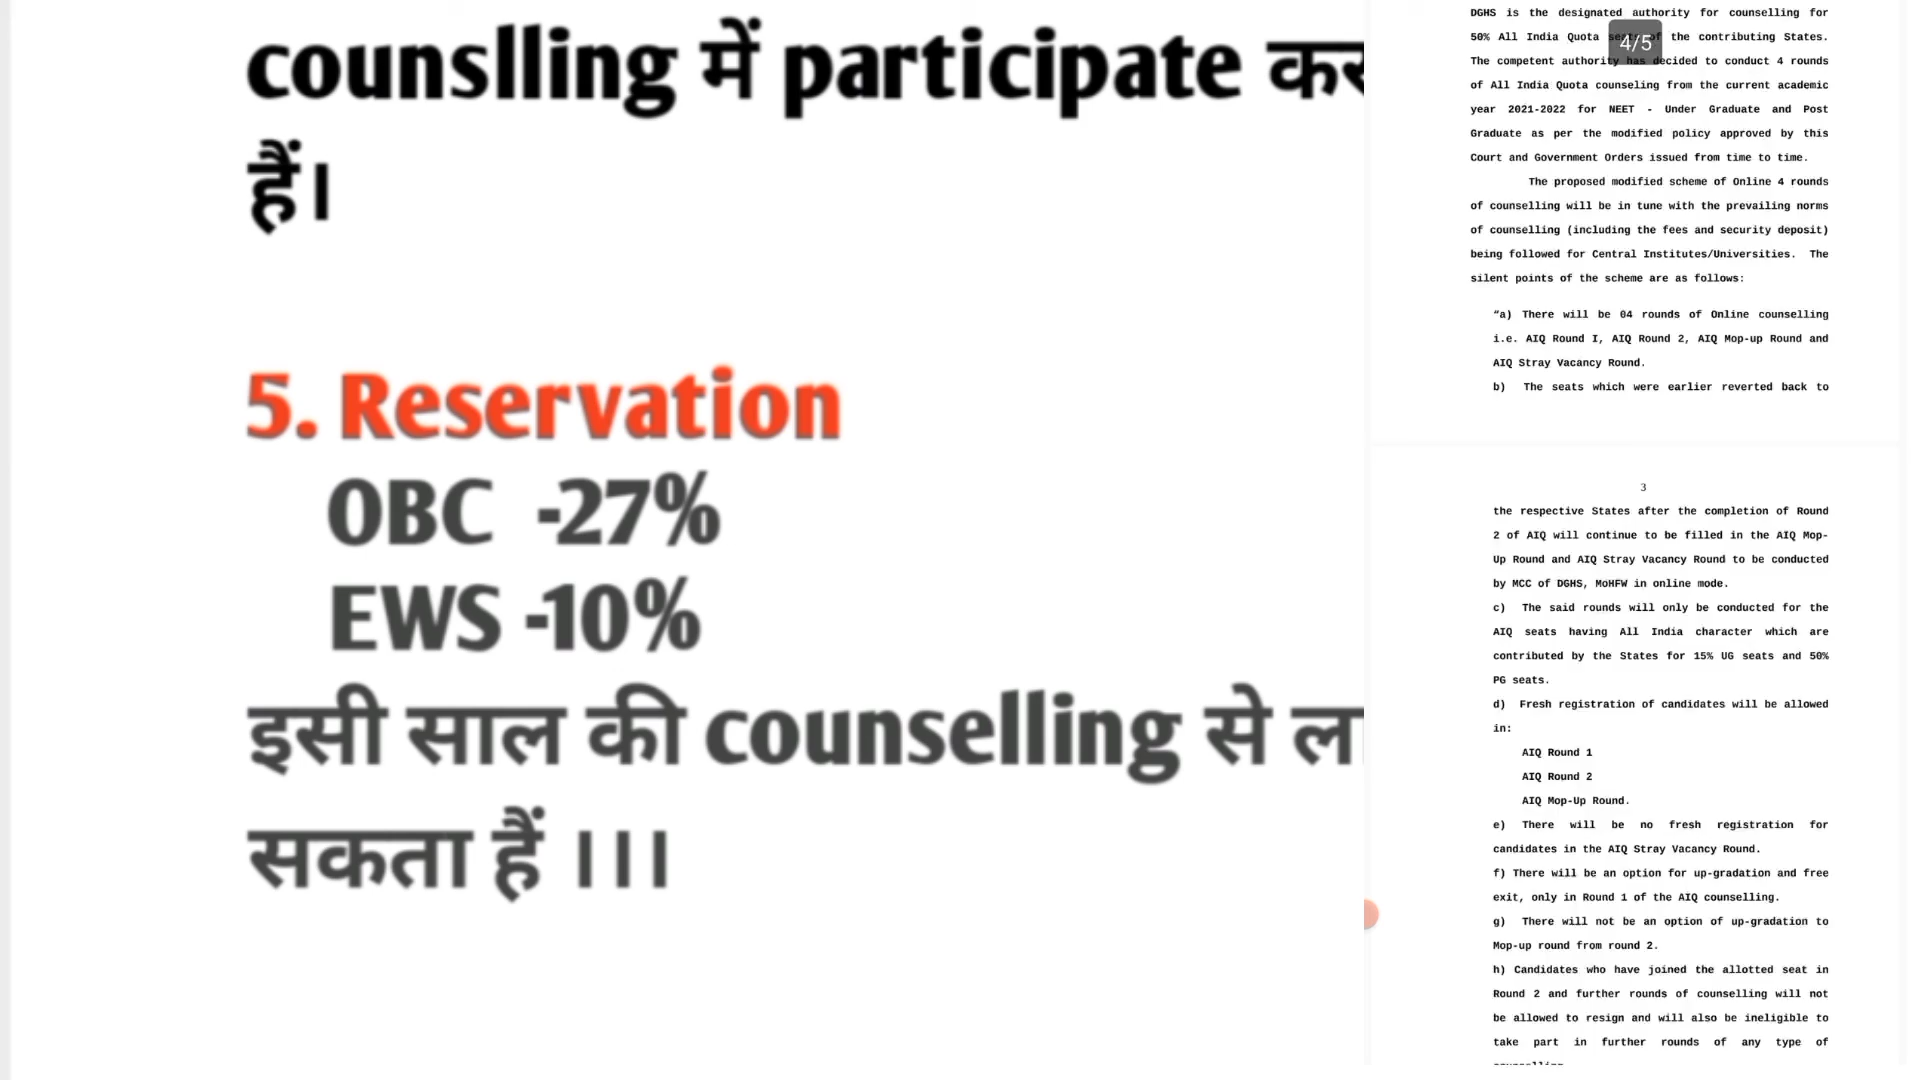 counslling में participate कर
हैं।
5. Reservation
OBC -27%
EWS -10%
इसी साल की counselling से
सकता हैं ।।।
DGHS is the designated authority for counselling for
4/5
50% All India Quota seats of the contributing States.
The competent authority has decided to conduct 4 rounds
of All India Quota counseling from the current academic
year 2021-2022 for NEET - Under Graduate and Post
Graduate as per the modified policy approved by this
Court and Government Orders issued from time to time.
The proposed modified scheme of Online 4 rounds
of counselling will be in tune with the prevailing norms
of counselling (including the fees and security deposit)
being followed for Central Institutes/Universities. The
silent points of the scheme are as follows:
“a) There will be 04 rounds of Online counselling
i.e. AIQ Round I, AIQ Round 2, AIQ Mop-up Round and
AIQ Stray Vacancy Round.
b) The seats which were earlier reverted back to
3
the respective States after the completion of Round
2 of AIQ will continue to be filled in the AIQ Mop-
Up Round and AIQ Stray Vacancy Round to be conducted
by MCC of DGHS, MoHFW in online mode.
c) The said rounds will only be conducted for the
AIQ seats having All India character which are
contributed by the States for 15% UG seats and 50%
PG seats.
d) Fresh registration of candidates will be allowed
in:
AIQ Round 1
AIQ Round 2
AIQ Mop-Up Round.
e) There will be no fresh registration for
candidates in the AIQ Stray Vacancy Round.
f) There will be an option for up-gradation and free
exit, only in Round 1 of the AIQ counselling.
g) There will not be an option of up-gradation to
Mop-up round from round 2.
h) Candidates who have joined the allotted seat in
Round 2 and further rounds of counselling will not
be allowed to resign and will also be ineligible to
take part in further rounds of any type of